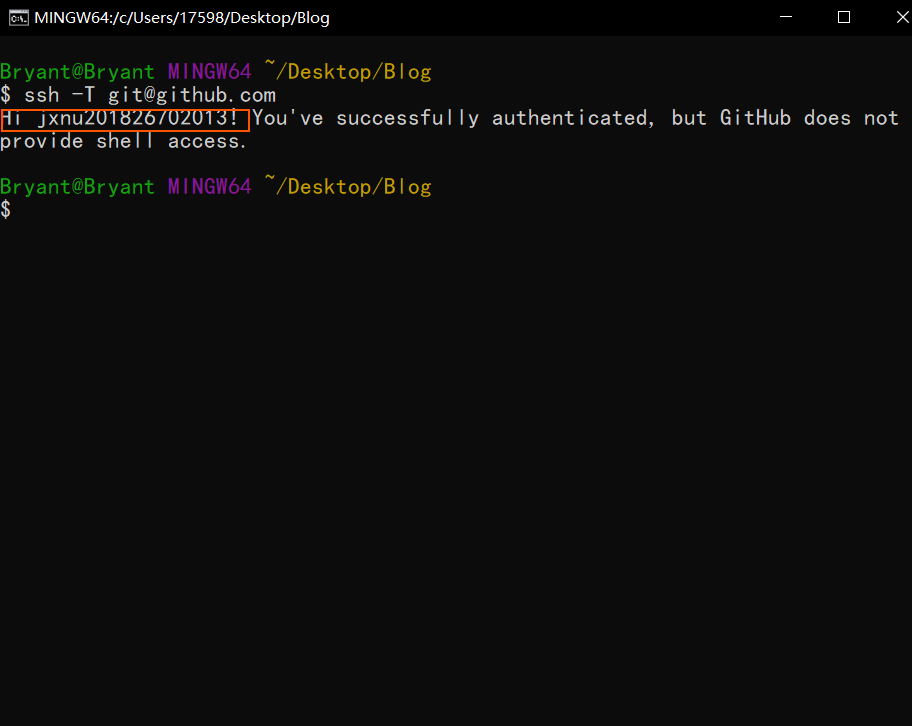 MINGW64:/c/Users/17598/Desktop/Blog
Bryant@Bryant MINGW64 ~/Desktop/Blog
$ ssh -T git@github.com
Hi jxnu201826702013! You've successfully authenticated, but GitHub does not
provide shell access.
Bryant@Bryant MINGW64 ~/Desktop/Blog
$